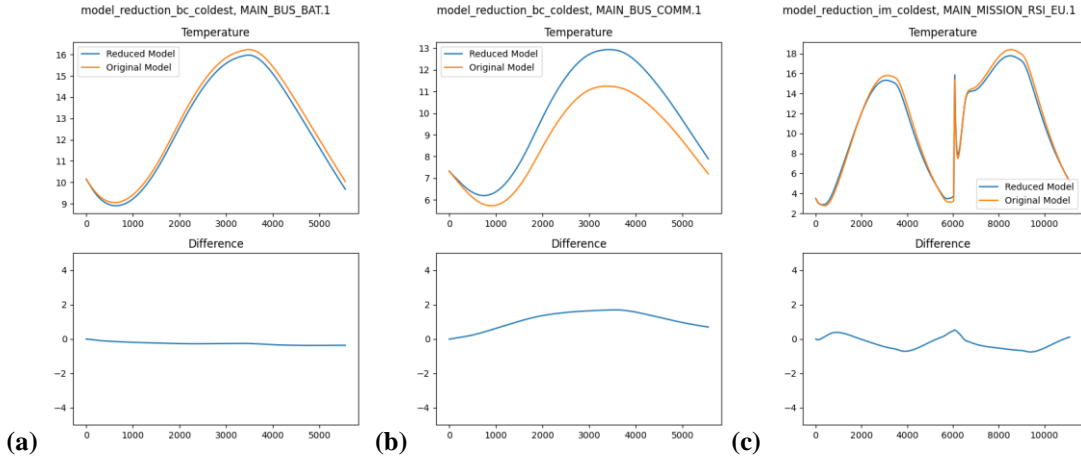 model_reduction_bc_coldest, MAIN_BUS_BAT.1
Temperature
Reduced Model
Original Model
16
15
14
13
12
11
10
9
0 1000 2000 3000 4000 5000
Difference
4
2
0
−2
−4
0 1000 2000 3000 4000 5000
(a)
model_reduction_bc_coldest, MAIN_BUS_COMM.1
Temperature
Reduced Model
Original Model
13
12
11
10
9
8
7
6
0 1000 2000 3000 4000 5000
Difference
4
2
0
−2
−4
0 1000 2000 3000 4000 5000
(b)
model_reduction_im_coldest, MAIN_MISSION_RSI_EU.1
Temperature
18
16
14
12
10
8
6
4
2
Reduced Model
Original Model
0 2000 4000 6000 8000 10000
Difference
4
2
0
−2
−4
0 2000 4000 6000 8000 10000
(c)